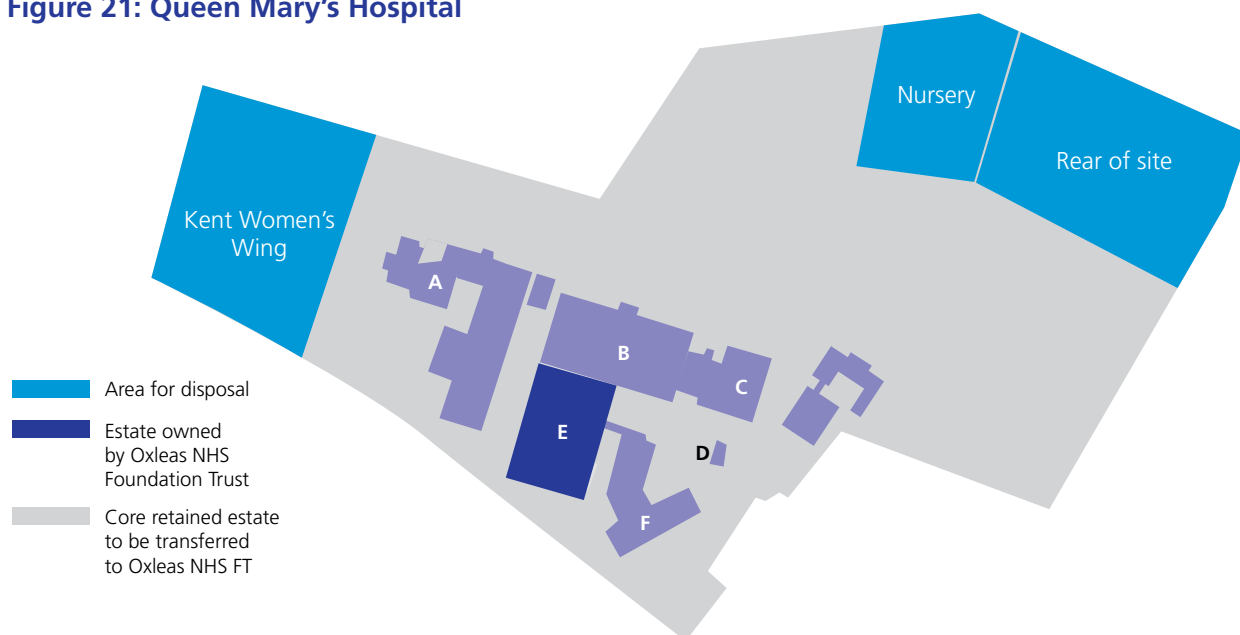 Figure 21: Queen Mary's Hospital
Nursery
Rear of site
Kent Women's
Wing
A
B
C
D
E
F
Area for disposal
Estate owned
by Oxleas NHS
Foundation Trust
Core retained estate
to be transferred
to Oxleas NHS FT